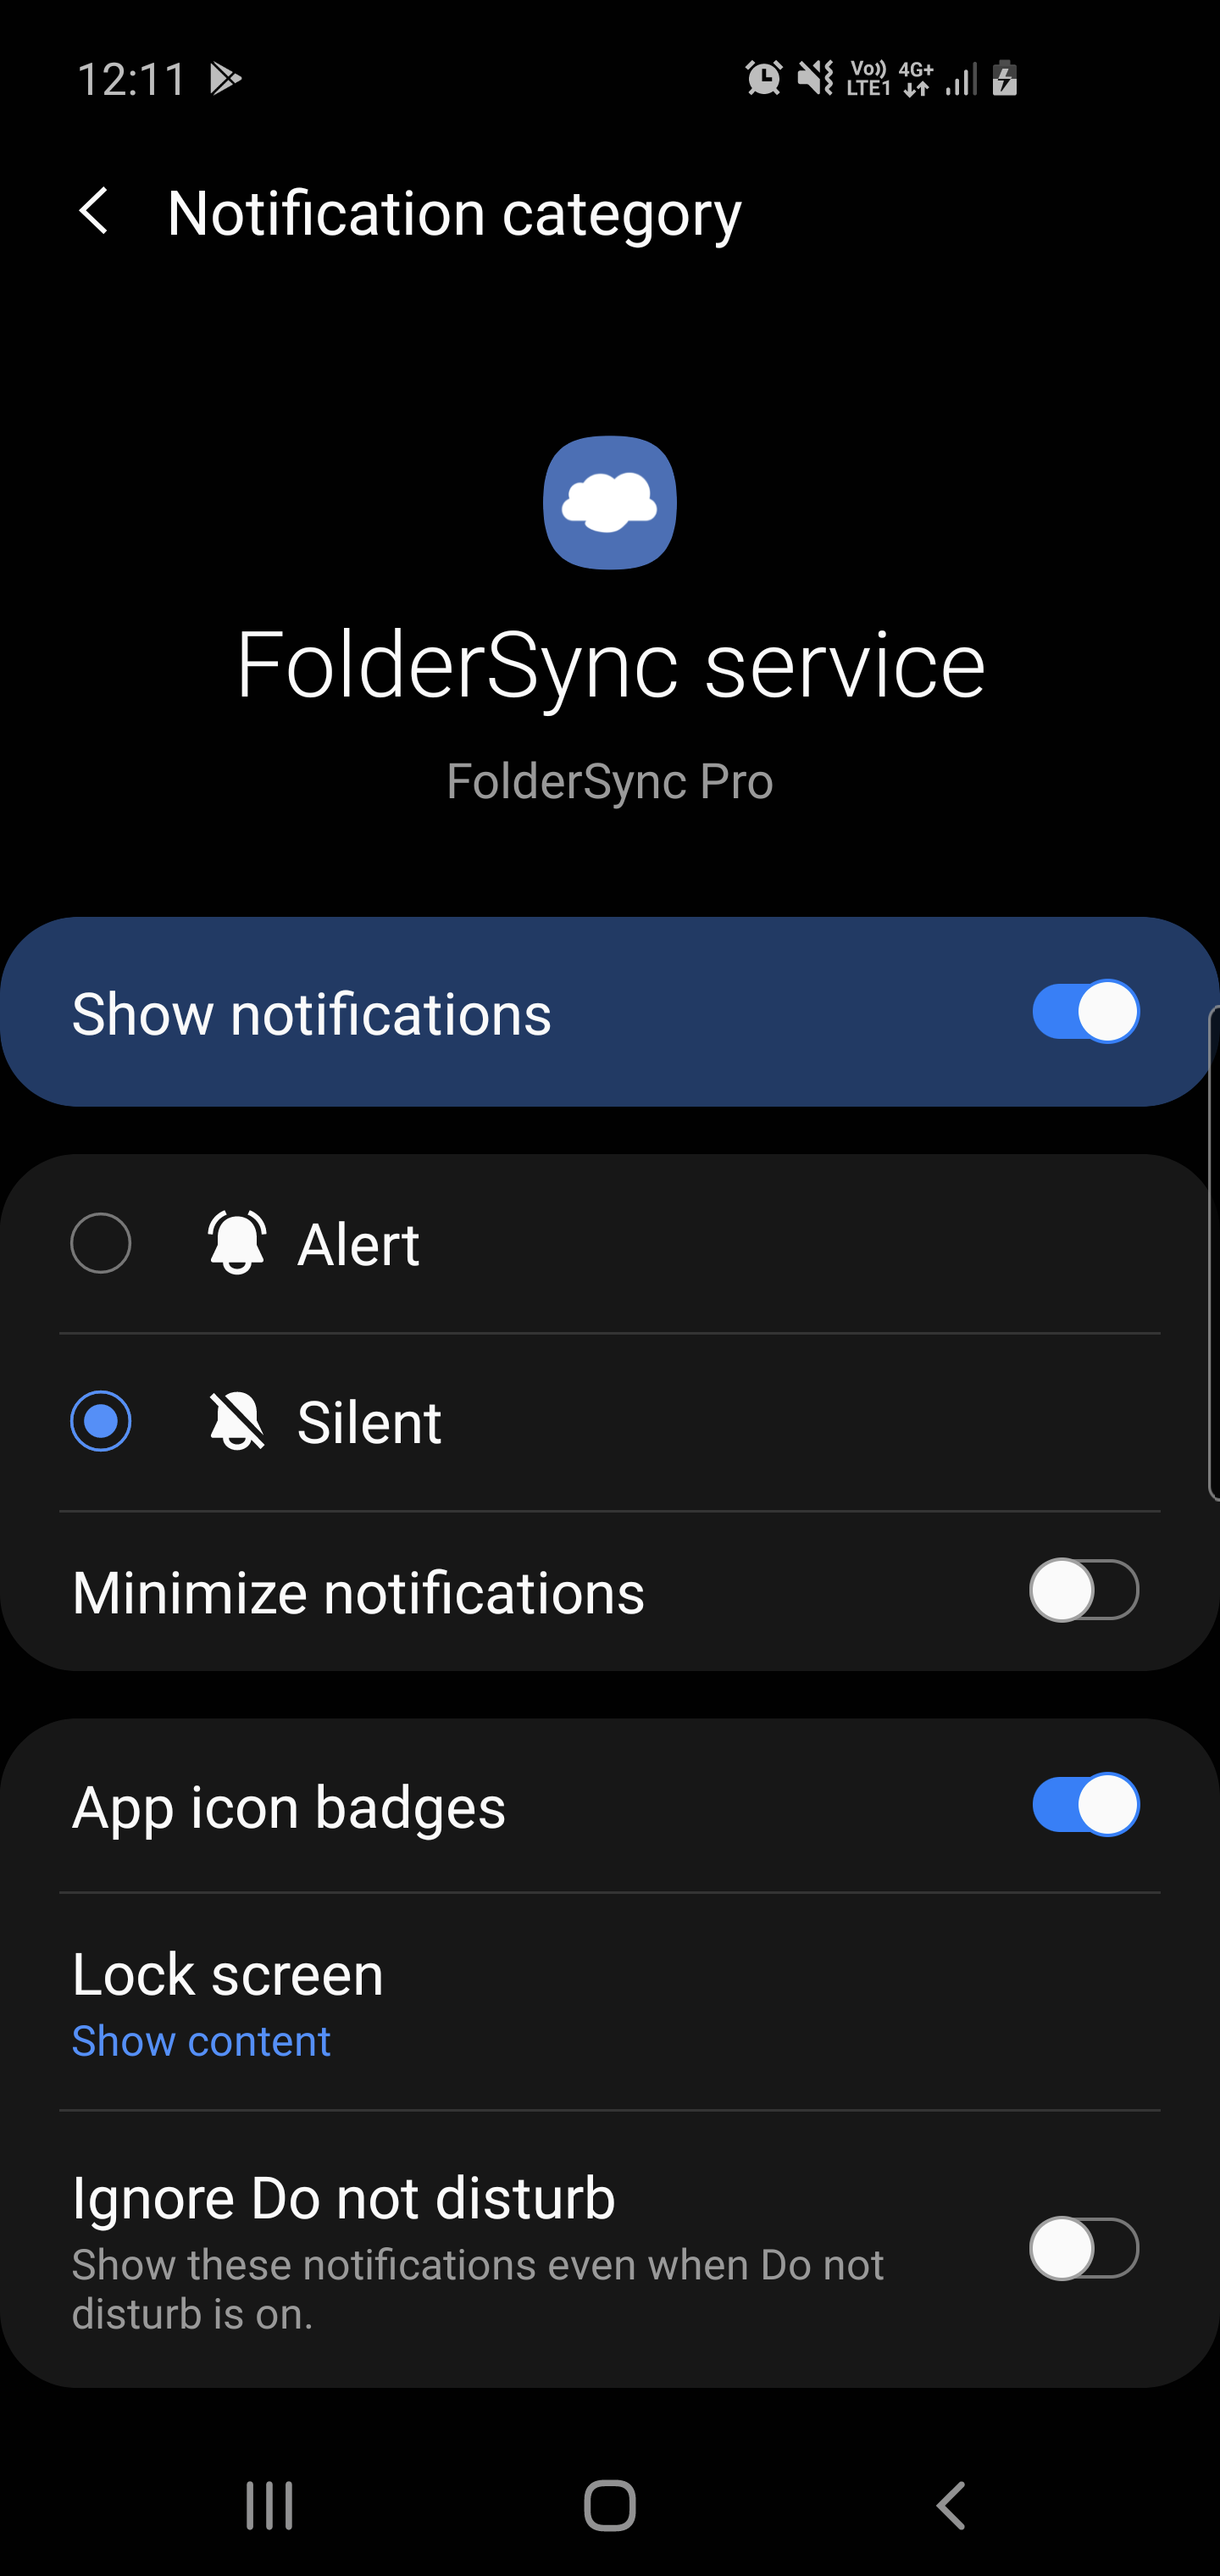 12:11
Vo)) 4G+
LTE1
Notification category
FolderSync service
FolderSync Pro
Show notifications
Alert
Silent
Minimize notifications
App icon badges
Lock screen
Show content
Ignore Do not disturb
Show these notifications even when Do not
disturb is on.